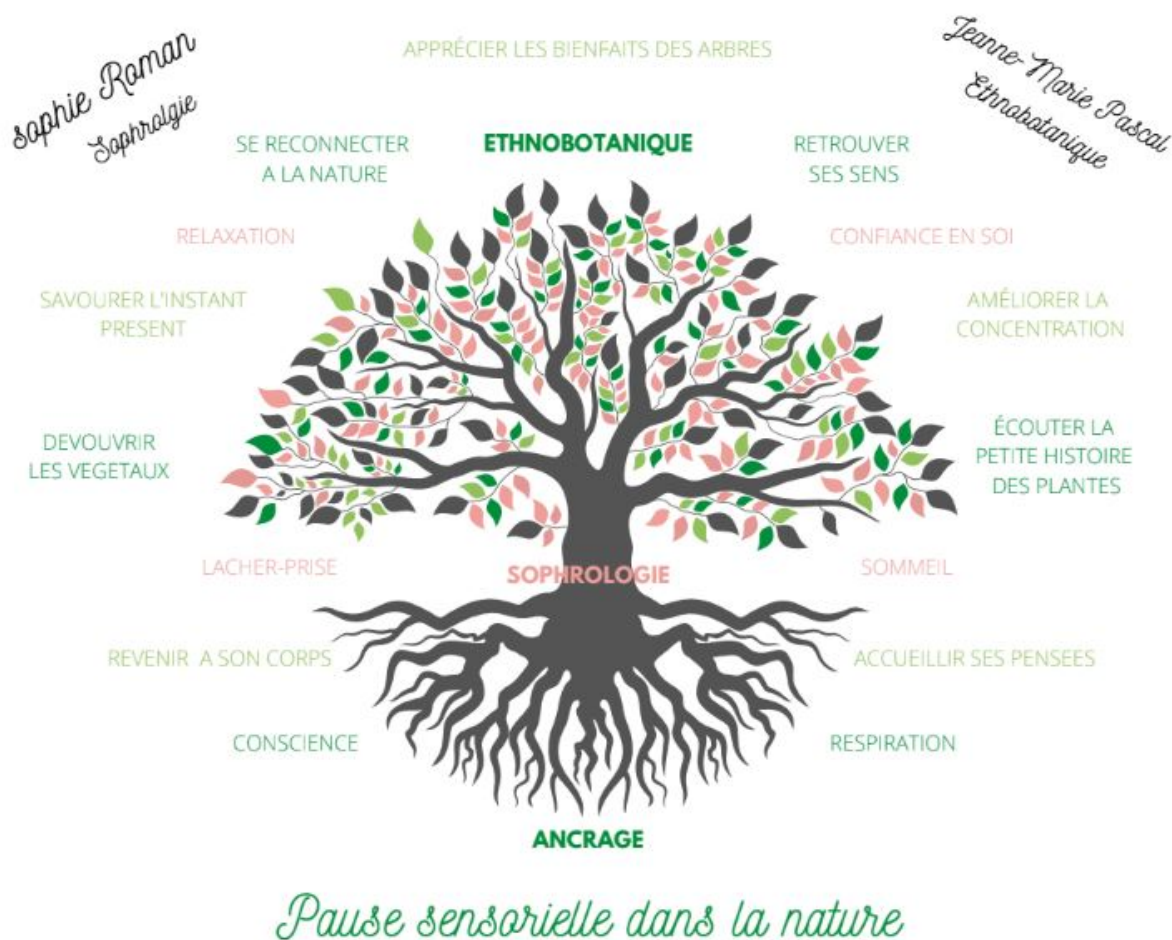 sophie Roman
Sophrolgie
APPRÉCIER LES BIENFAITS DES ARBRES
Jeanne-Marie Pascal
Ethnobotanique
SE RECONNECTER
A LA NATURE
ETHNOBOTANIQUE
RETROUVER
SES SENS
RELAXATION
CONFIANCE EN SOI
SAVOURER L'INSTANT
PRESENT
AMÉLIORER LA
CONCENTRATION
DEVOUVRIR
LES VEGETAUX
ÉCOUTER LA
PETITE HISTOIRE
DES PLANTES
LACHER-PRISE
SOPHROLOGIE
SOMMEIL
REVENIR A SON CORPS
ACCUEILLIR SES PENSEES
CONSCIENCE
RESPIRATION
ANCRAGE
Pause sensorielle dans la nature